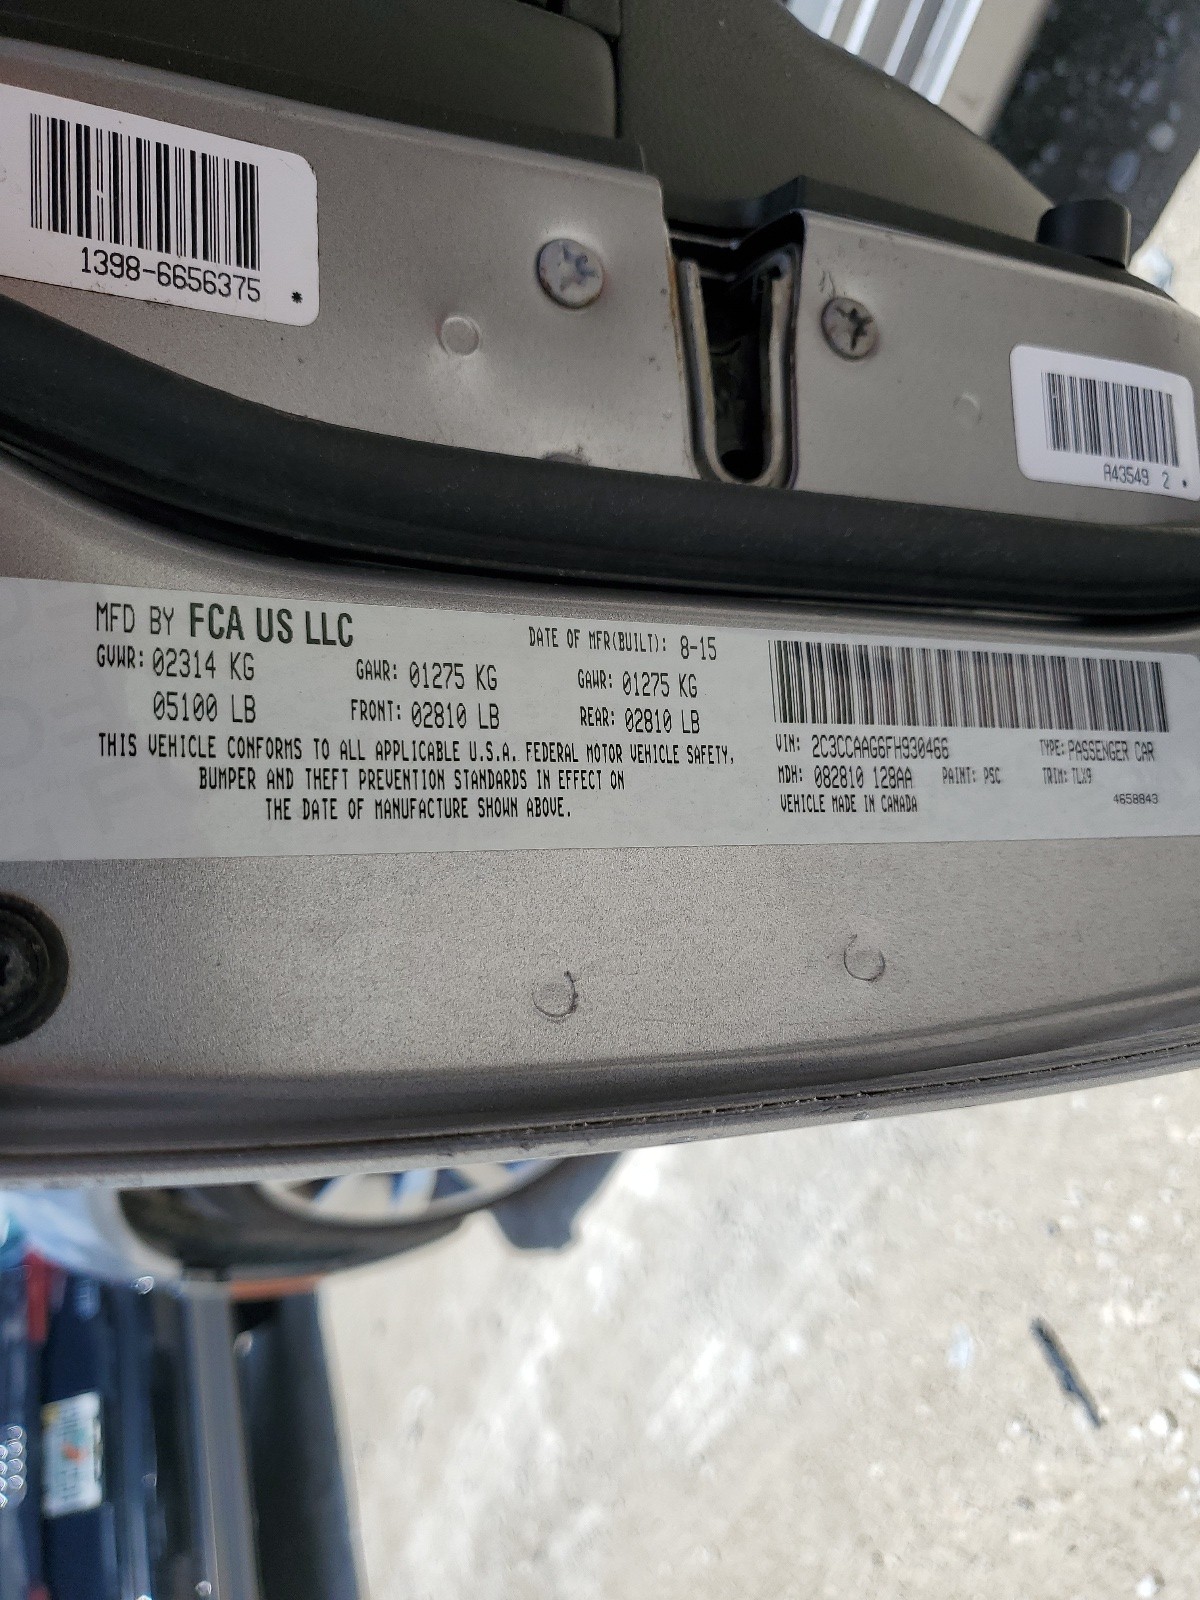 1398-6656375 *
A43549 2
MFD BY FCA US LLC
DATE OF MFR(BUILT): 8-15
GVWR: 02314 KG
GAWR: 01275 KG
GAWR: 01275 KG
05100 LB
FRONT: 02810 LB
REAR: 02810 LB
THIS VEHICLE CONFORMS TO ALL APPLICABLE U.S.A. FEDERAL MOTOR VEHICLE SAFETY,
BUMPER AND THEFT PREVENTION STANDARDS IN EFFECT ON
THE DATE OF MANUFACTURE SHOWN ABOVE.
VIN: 2C3CCAAG6FH930466
TYPE: PASSENGER CAR
MDH: 082810 128AA
PAINT: PSC
TRIM: TLX9
VEHICLE MADE IN CANADA
4658843